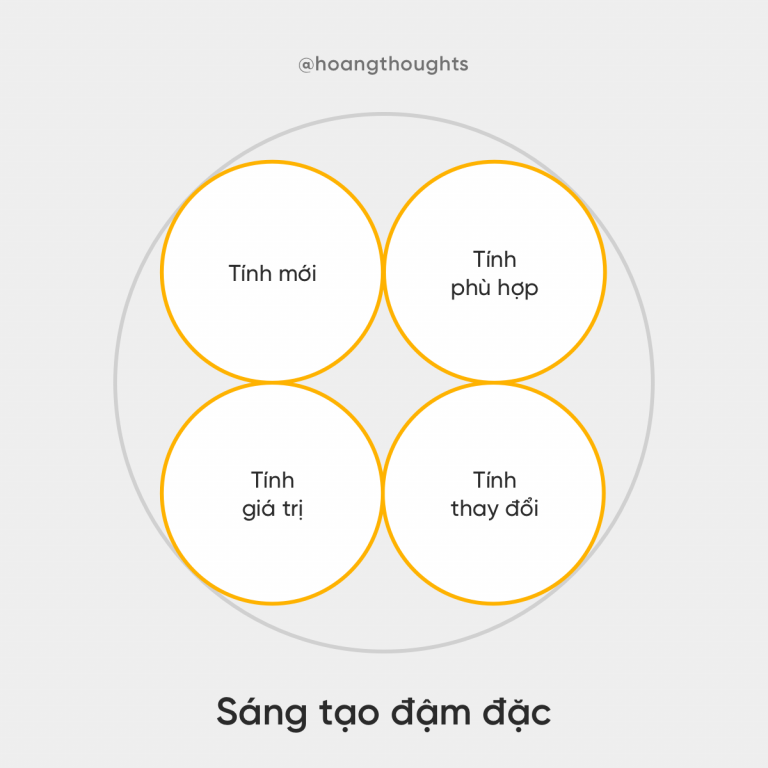 @hoangthoughts
Tính mới
Tính
phù hợp
Tính
giá trị
Tính
thay đổi
Sáng tạo đậm đặc